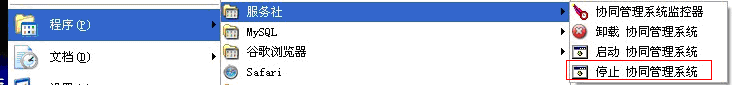 程序(P)
文档(D)
服务社
MySQL
谷歌浏览器
Safari
协同管理系统监控器
卸载 协同管理系统
启动 协同管理系统
停止 协同管理系统